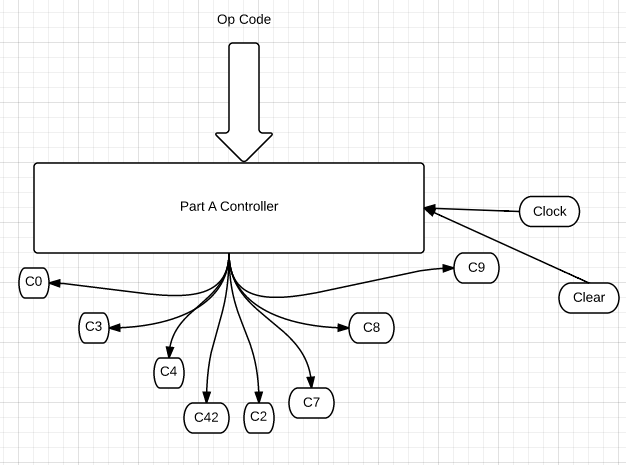 Op Code
Part A Controller
Clock
C0
C9
Clear
C3
C8
C4
C42
C2
C7